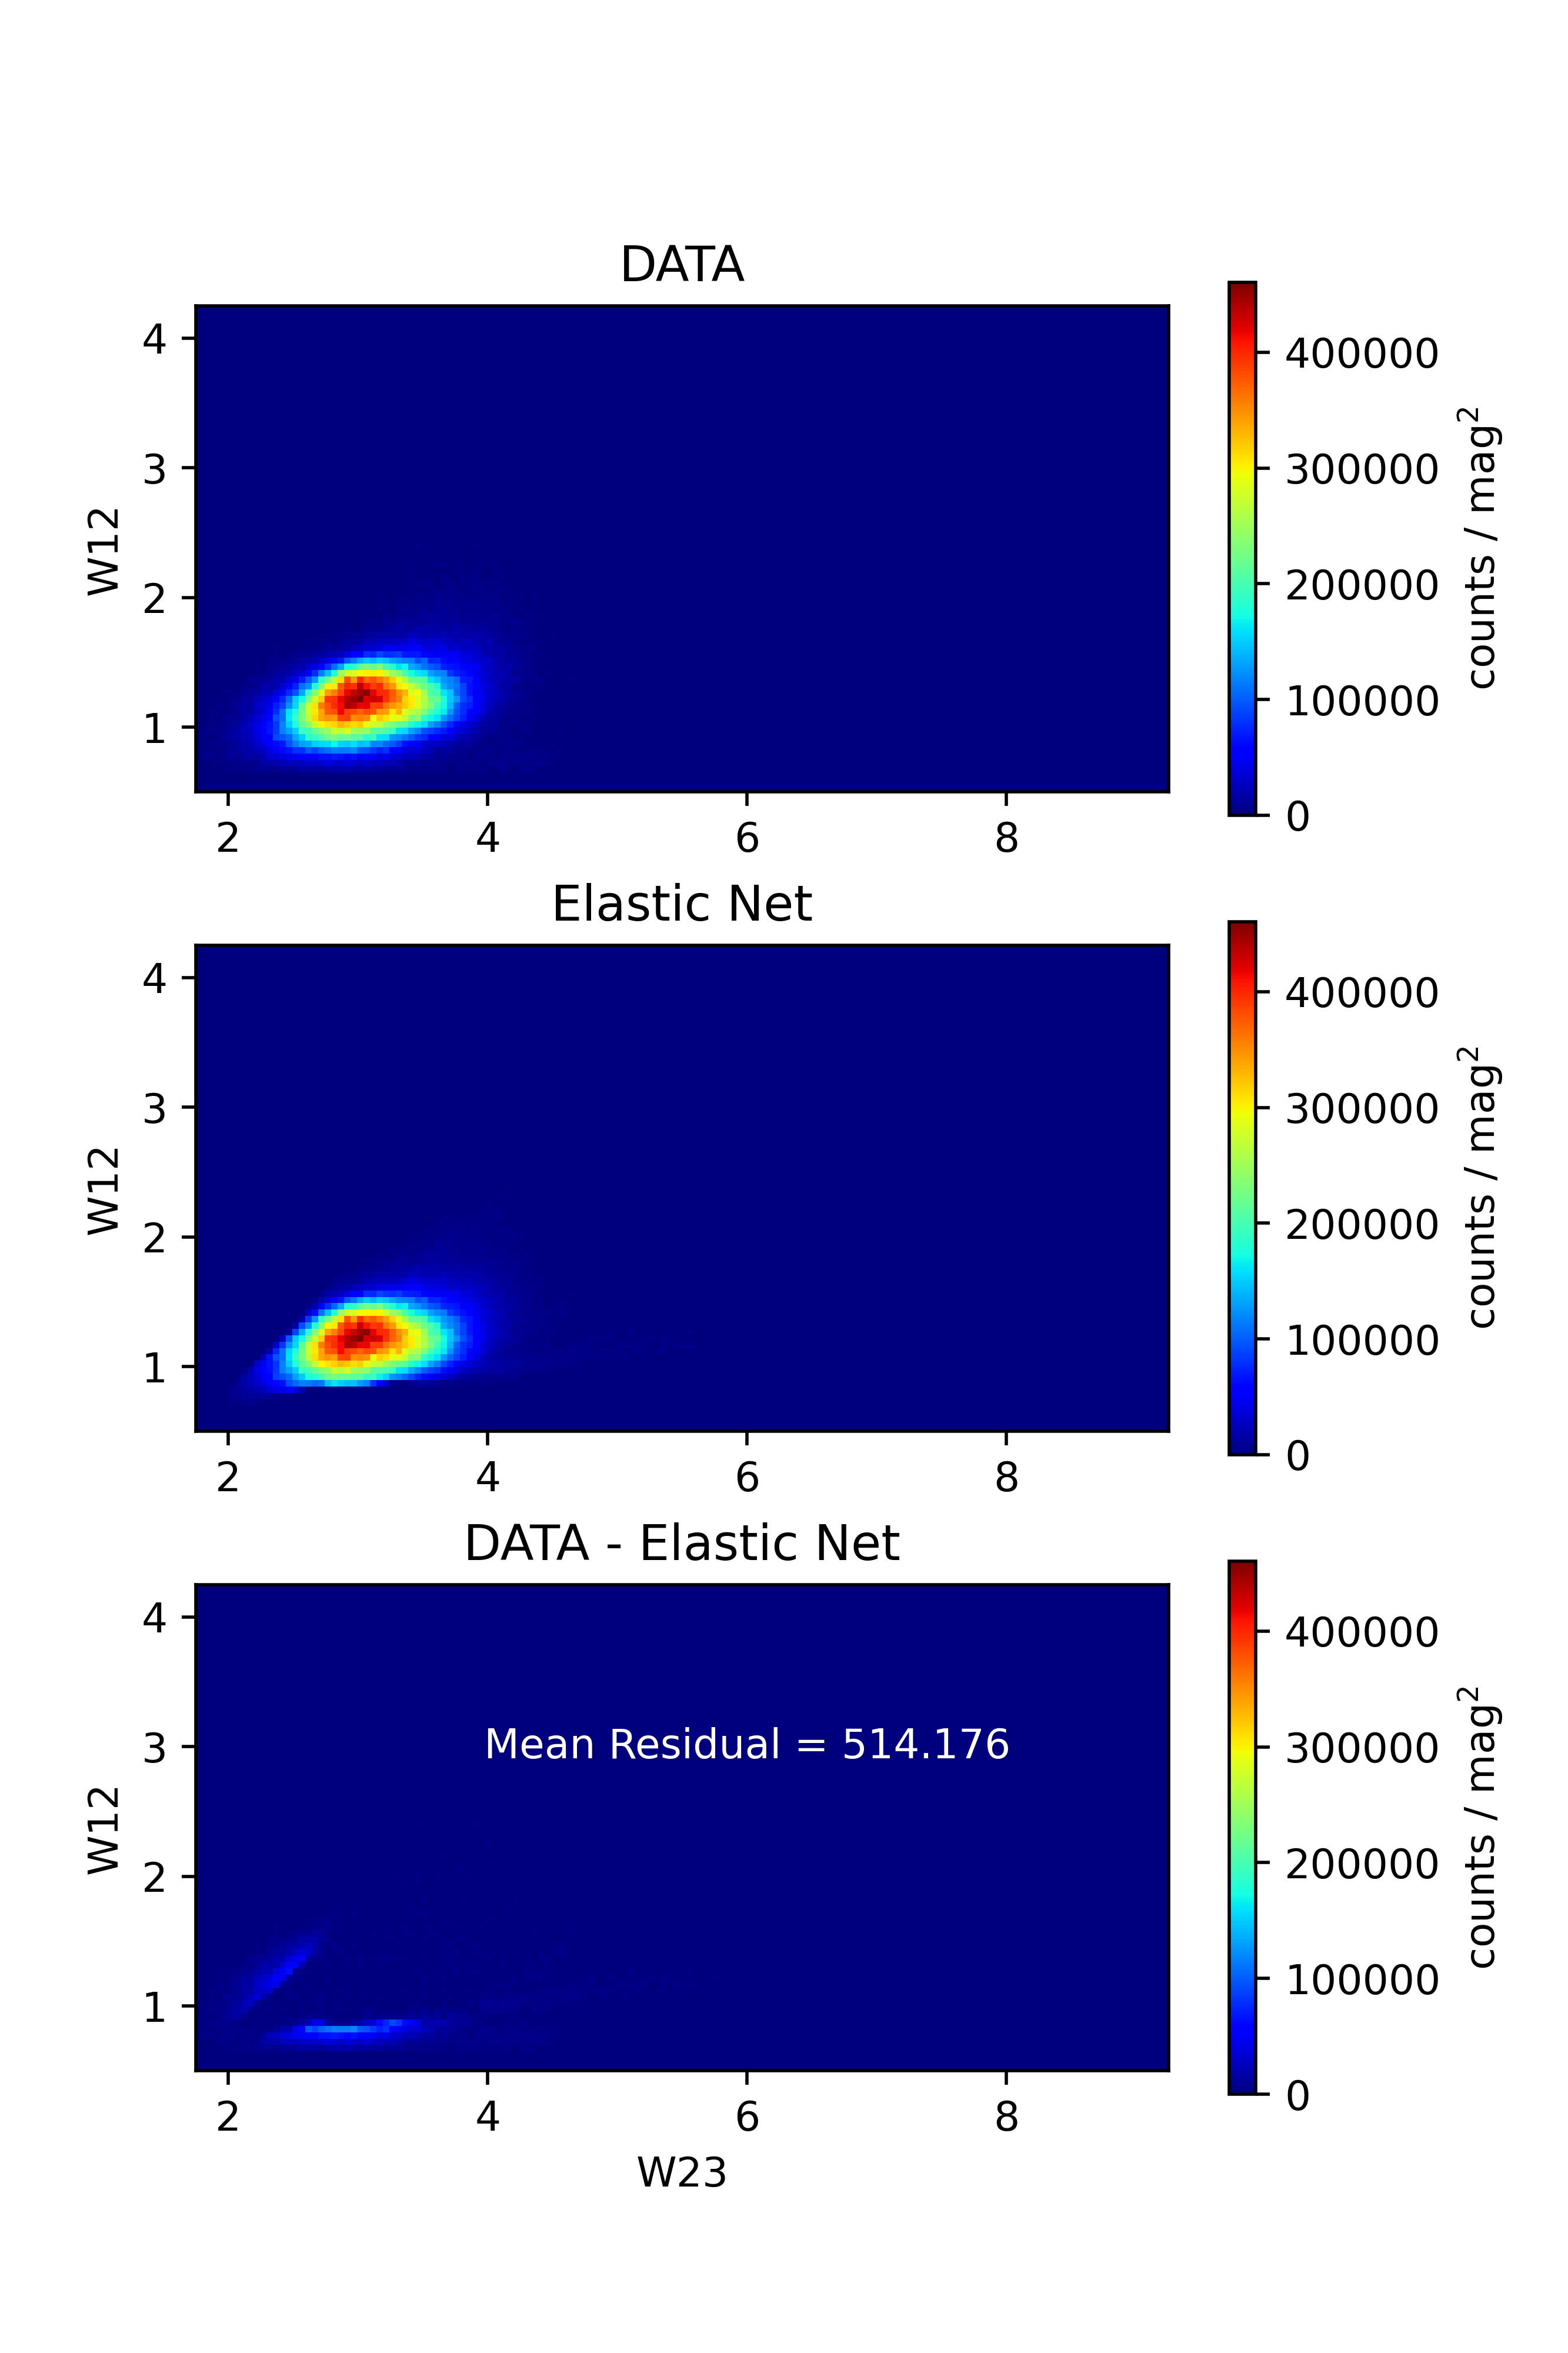 DATA
4
3
2
1
W12
2 4 6 8
400000
300000
200000
100000
0
counts / mag²
Elastic Net
4
3
2
1
W12
2 4 6 8
400000
300000
200000
100000
0
counts / mag²
DATA - Elastic Net
4
3
2
1
W12
Mean Residual = 514.176
2 4 6 8
W23
400000
300000
200000
100000
0
counts / mag²